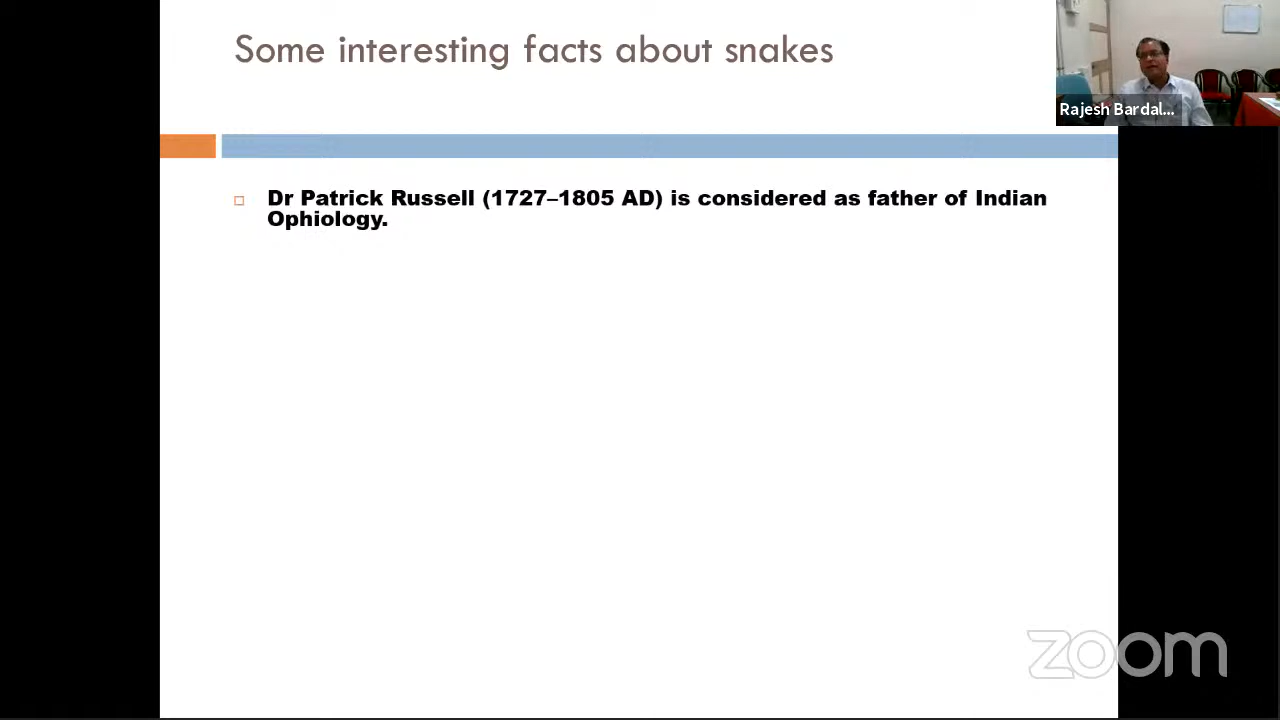 Some interesting facts about snakes
Rajesh Bardal...
Dr Patrick Russell (1727–1805 AD) is considered as father of Indian
Ophiology.
zoom